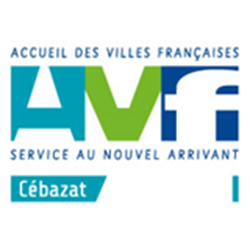 ACCUEIL DES VILLES FRANÇAISES
AVf
SERVICE AU NOUVEL ARRIVANT
Cébazat